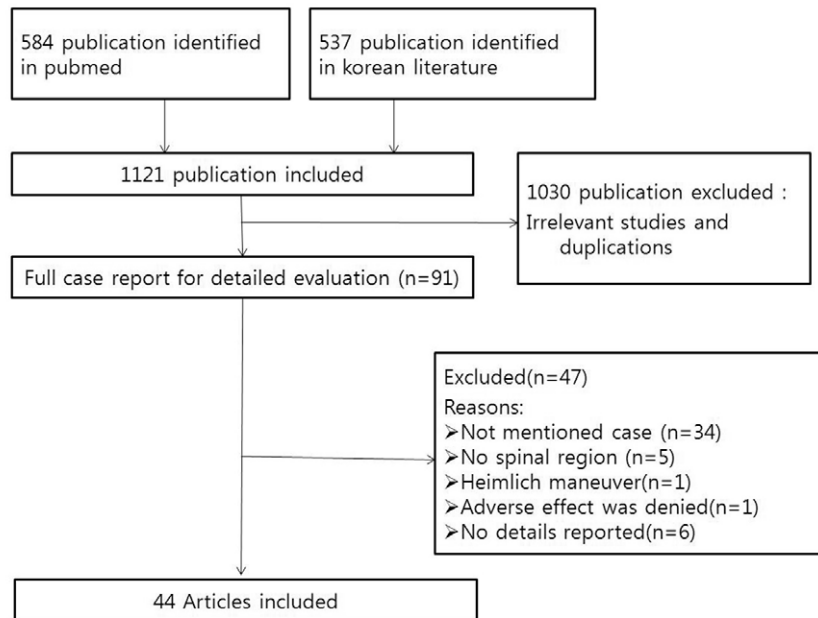 584 publication identified
in pubmed
537 publication identified
in korean literature
1121 publication included
1030 publication excluded :
Irrelevant studies and
duplications
Full case report for detailed evaluation (n=91)
Excluded(n=47)
Reasons:
➢Not mentioned case (n=34)
➢No spinal region (n=5)
➢Heimlich maneuver(n=1)
➢Adverse effect was denied(n=1)
➢No details reported(n=6)
44 Articles included